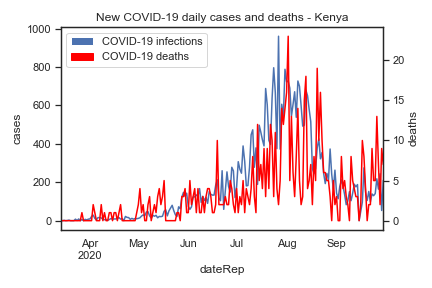 New COVID-19 daily cases and deaths - Kenya
COVID-19 infections
COVID-19 deaths
1000
800
600
400
200
0
cases
20
15
10
5
0
deaths
Apr
2020
May
Jun
Jul
Aug
Sep
dateRep